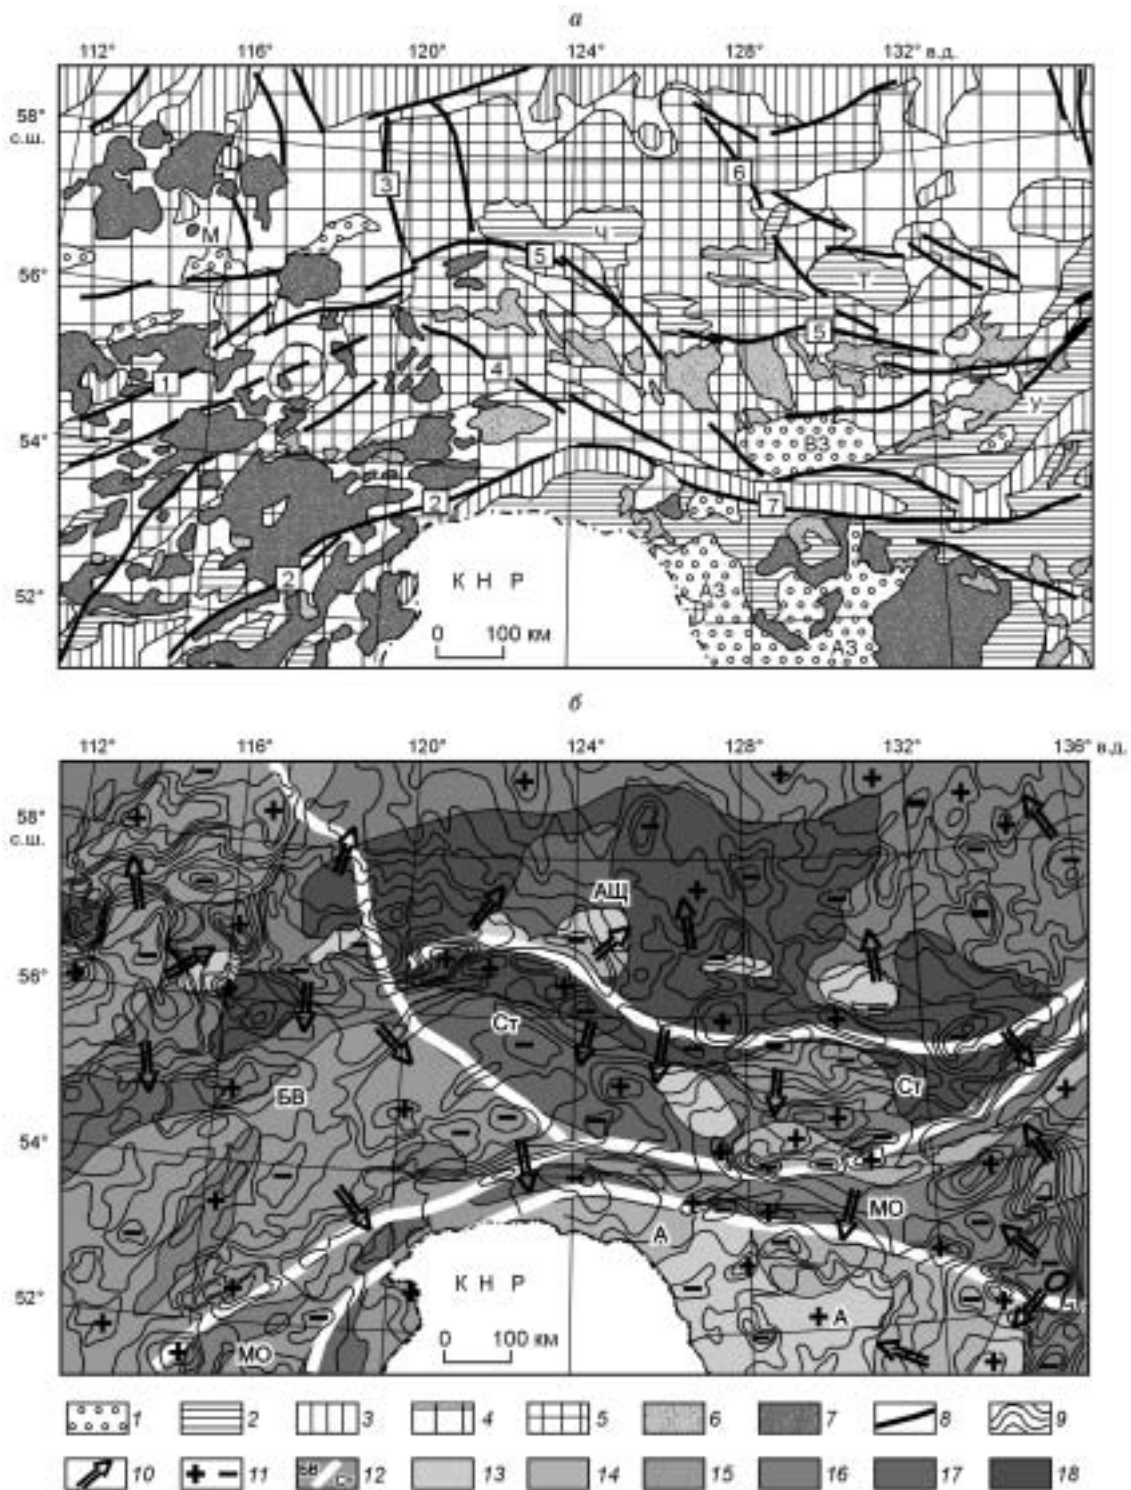 а
112° 116° 120° 124° 128° 132° в.д.
58°
с.ш.
3
6
М
Ч
5
56°
Т
5
1
4
У
54°
ВЗ
2
7
2
К Н Р
АЗ
52°
0 100 км
АЗ
б
112° 116° 120° 124° 128° 132° 136° в.д.
58°
с.ш.
АЩ
56°
Ст
Ст
БВ
54°
МО
А
К Н Р
52°
А
0 100 км
МО
1 2 3 4 5 6 7 8 9
10 11 БВ Ст 12 13 14 15 16 17 18